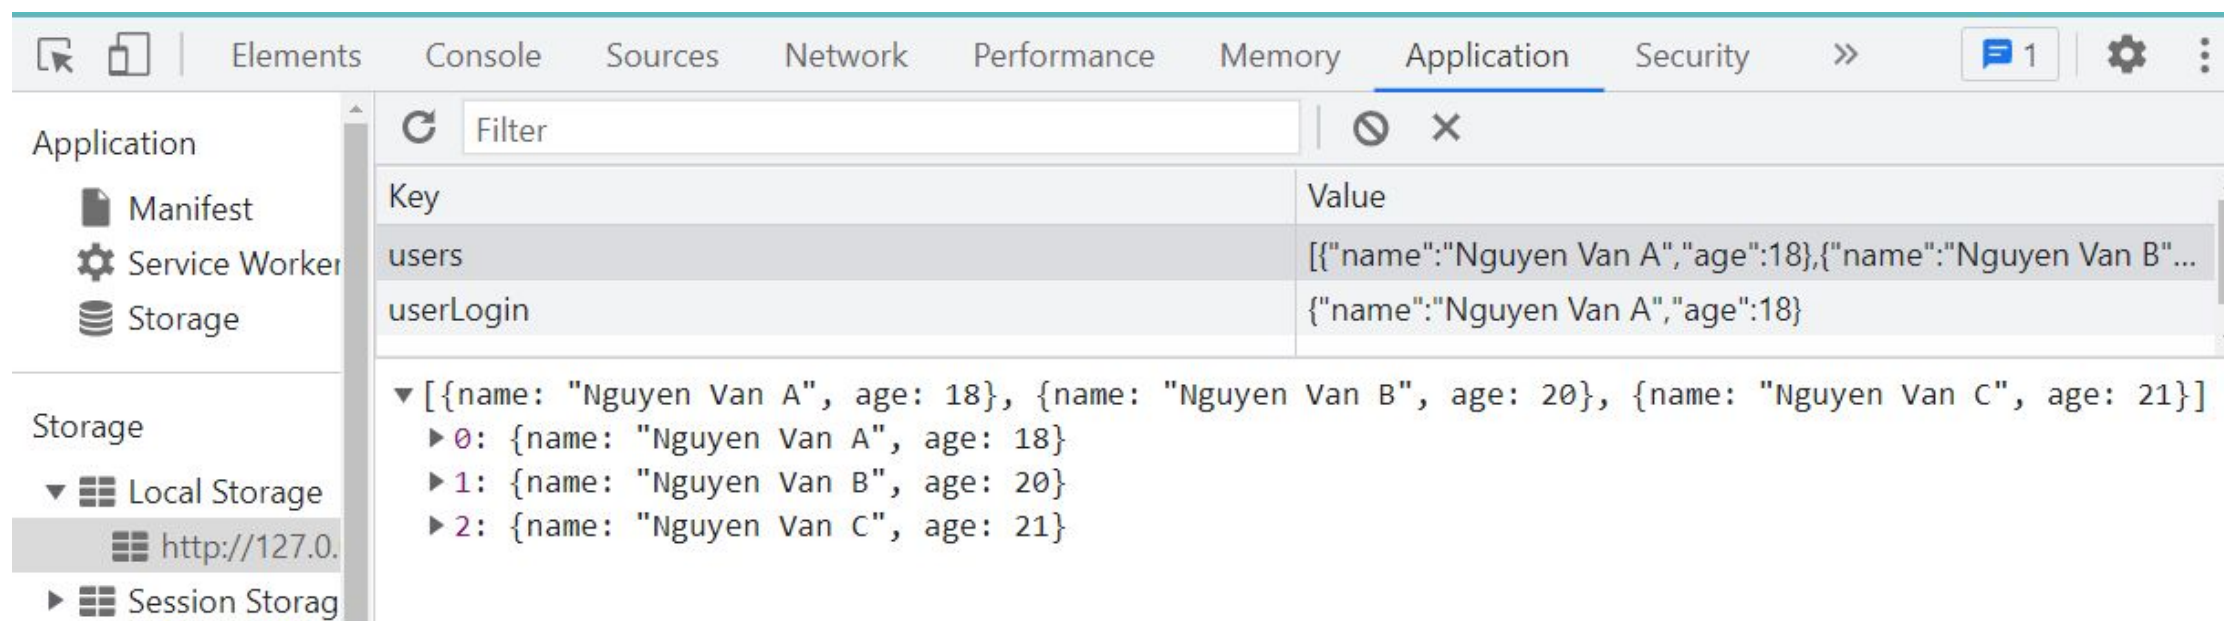 Elements Console Sources Network Performance Memory Application Security » 1
Application
Manifest
Service Worker
Storage
Storage
Local Storage
http://127.0.
Session Storag
Filter
Key Value
users [{"name":"Nguyen Van A","age":18},{"name":"Nguyen Van B"...
userLogin {"name":"Nguyen Van A","age":18}
▼[{name: "Nguyen Van A", age: 18}, {name: "Nguyen Van B", age: 20}, {name: "Nguyen Van C", age: 21}]
▶0: {name: "Nguyen Van A", age: 18}
▶1: {name: "Nguyen Van B", age: 20}
▶2: {name: "Nguyen Van C", age: 21}